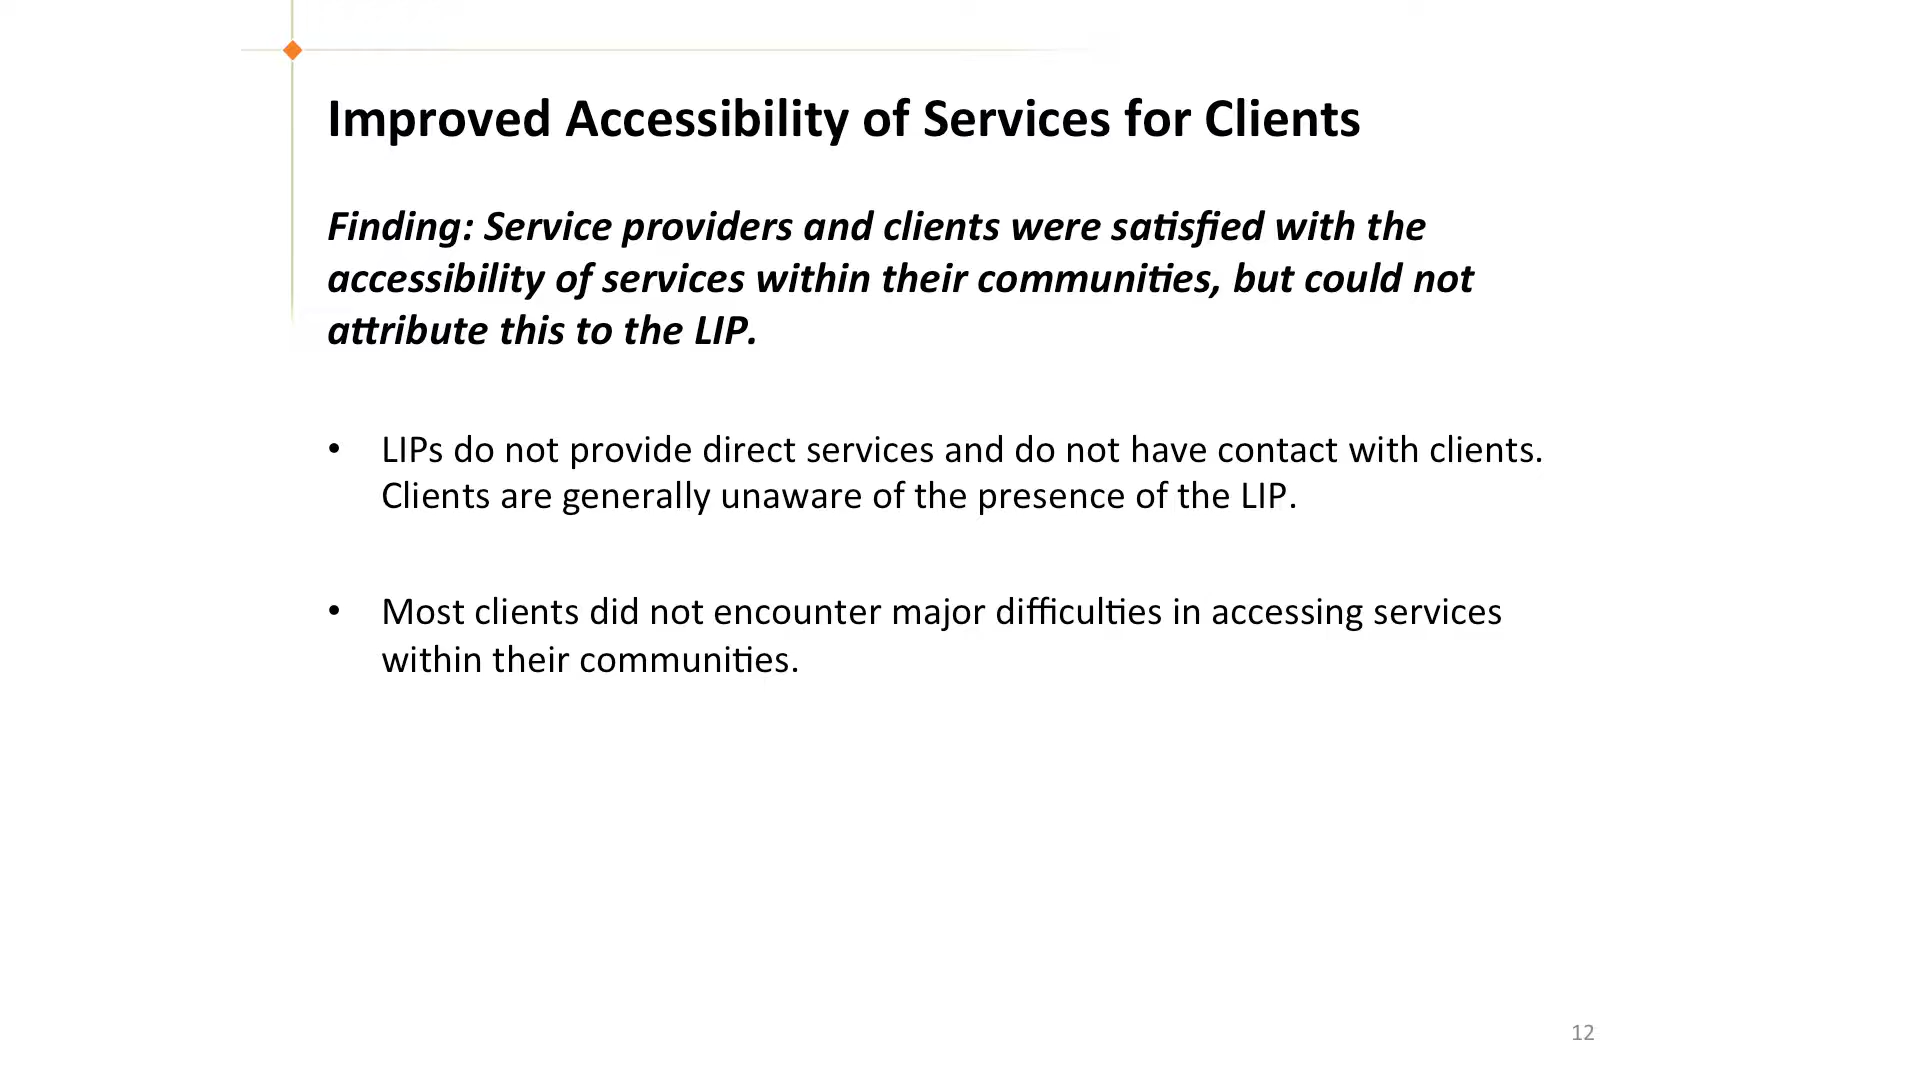 Improved Accessibility of Services for Clients
Finding: Service providers and clients were satisfied with the
accessibility of services within their communities, but could not
attribute this to the LIP.
• LIPs do not provide direct services and do not have contact with clients.
Clients are generally unaware of the presence of the LIP.
• Most clients did not encounter major difficulties in accessing services
within their communities.
12